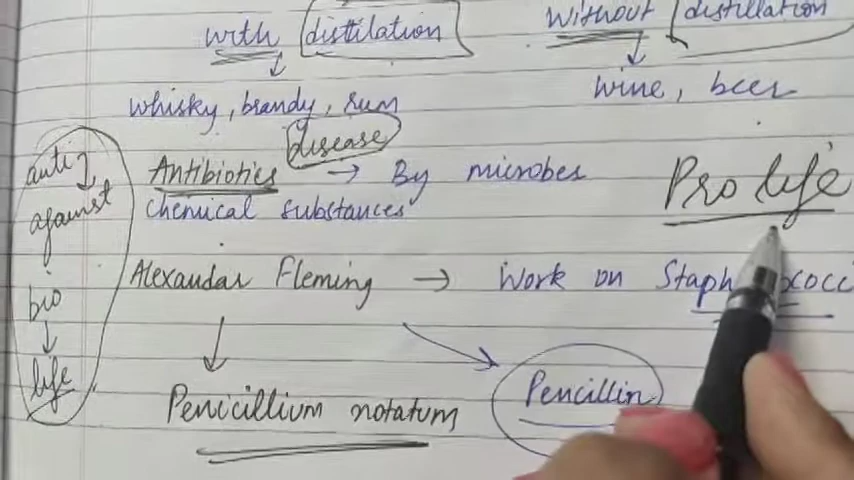 with distilation without distillation
whisky, brandy, rum wine, beer
disease
Antibiotics → By microbes
chemical substances
Pro life
anti
against
bio
life
Alexandar Fleming → Work on Staph
Penicillium notatum
Pencillin